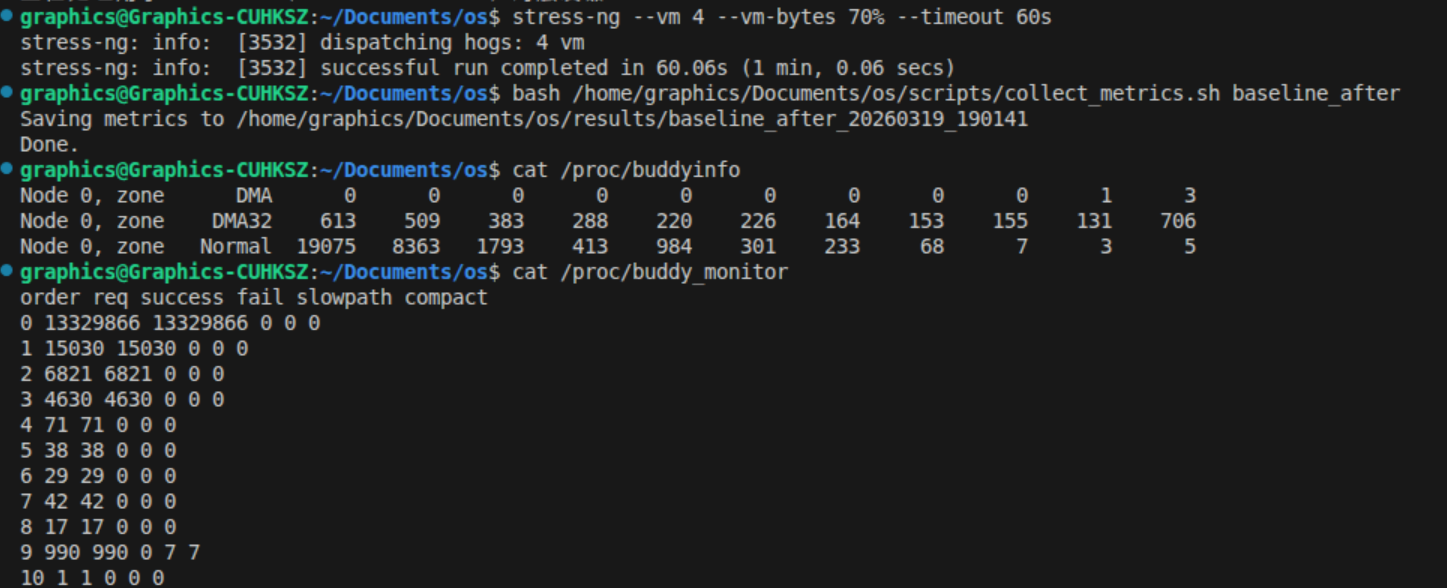 graphics@Graphics-CUHKSZ:~/Documents/os$ stress-ng --vm 4 --vm-bytes 70% --timeout 60s
stress-ng: info:  [3532] dispatching hogs: 4 vm
stress-ng: info:  [3532] successful run completed in 60.06s (1 min, 0.06 secs)
graphics@Graphics-CUHKSZ:~/Documents/os$ bash /home/graphics/Documents/os/scripts/collect_metrics.sh baseline_after
Saving metrics to /home/graphics/Documents/os/results/baseline_after_20260319_190141
Done.
graphics@Graphics-CUHKSZ:~/Documents/os$ cat /proc/buddyinfo
Node 0, zone      DMA      0      0      0      0      0      0      0      0      0      1      3
Node 0, zone    DMA32    613    509    383    288    220    226    164    153    155    131    706
Node 0, zone   Normal  19075   8363   1793    413    984    301    233     68      7      3      5
graphics@Graphics-CUHKSZ:~/Documents/os$ cat /proc/buddy_monitor
order req success fail slowpath compact
0 13329866 13329866 0 0 0
1 15030 15030 0 0 0
2 6821 6821 0 0 0
3 4630 4630 0 0 0
4 71 71 0 0 0
5 38 38 0 0 0
6 29 29 0 0 0
7 42 42 0 0 0
8 17 17 0 0 0
9 990 990 0 7 7
10 1 1 0 0 0